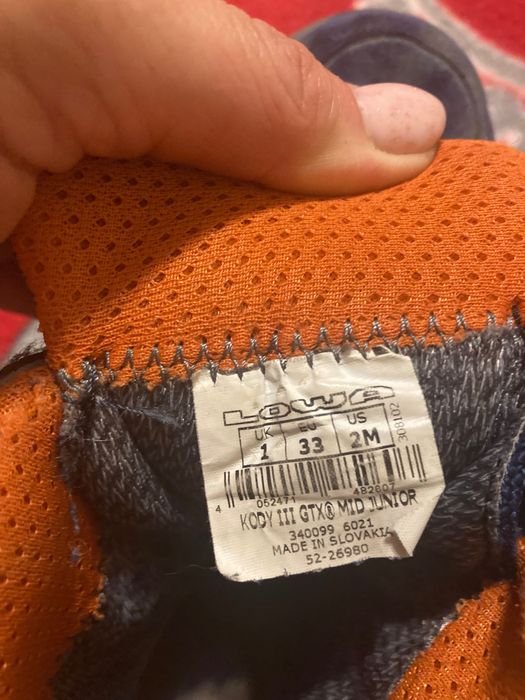 LOWA
UK EU US
1 33 2M
308102
4 052471 482607
KODY III GTX® MID JUNIOR
340099 6021
MADE IN SLOVAKIA
52-26980